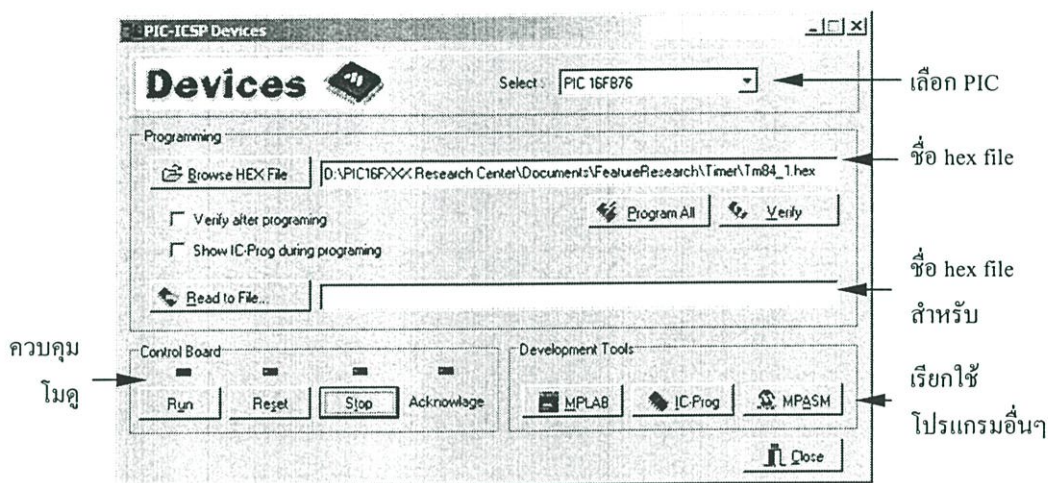 PIC-ICSP Devices
Devices
Select :
PIC 16F876
เลือก PIC
Programming
Browse HEX File
D:\PIC16FXXX Research Center\Documents\FeatureResearch\Timer\Tm84_1.hex
ชื่อ hex file
Program All
Verify
Verify after programing
Show IC-Prog during programing
Read to File...
ชื่อ hex file
สำหรับ
ควบคุม
โมดู
Control Board
Run
Reset
Stop
Acknowlage
Development Tools
MPLAB
IC-Prog
MPASM
เรียกใช้
โปรแกรมอื่นๆ
Close